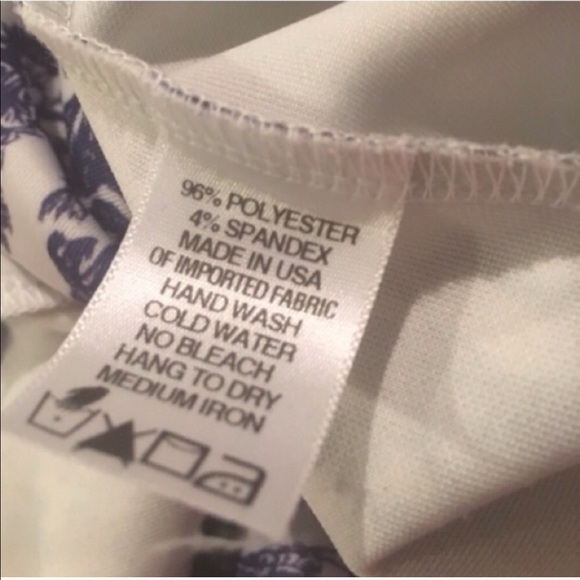 96% POLYESTER
4% SPANDEX
MADE IN USA
OF IMPORTED FABRIC
HAND WASH
COLD WATER
NO BLEACH
HANG TO DRY
MEDIUM IRON